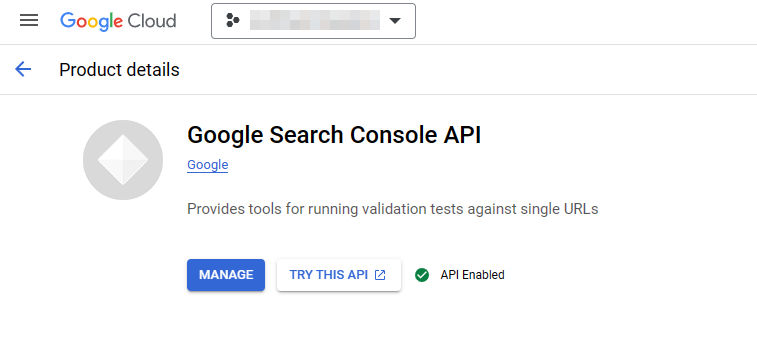 Google Cloud
Product details
Google Search Console API
Google
Provides tools for running validation tests against single URLs
MANAGE
TRY THIS API
API Enabled